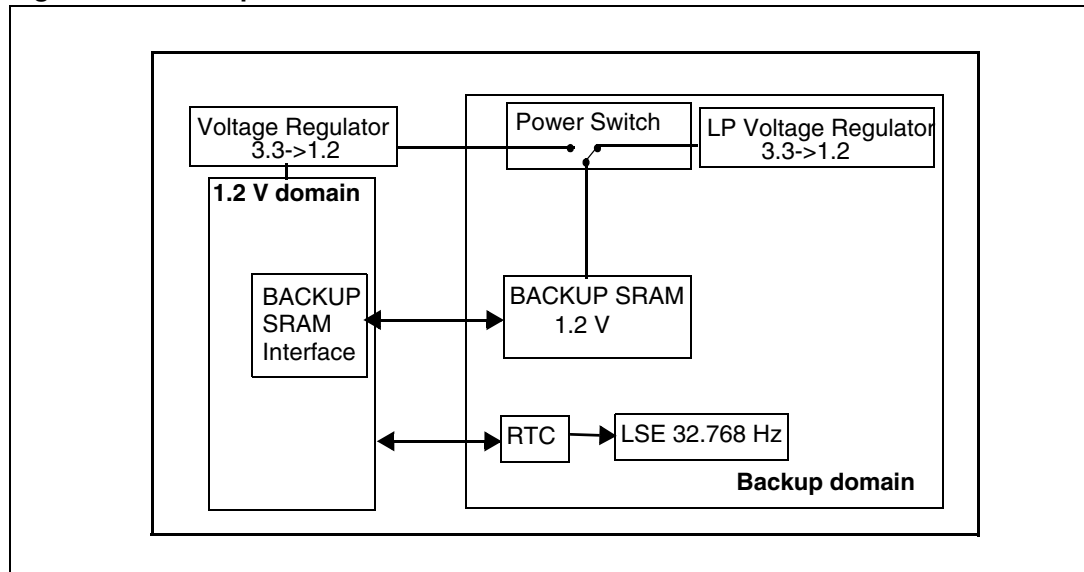 Voltage Regulator
3.3->1.2
Power Switch
LP Voltage Regulator
3.3->1.2
1.2 V domain
BACKUP
SRAM
Interface
BACKUP SRAM
1.2 V
RTC
LSE 32.768 Hz
Backup domain